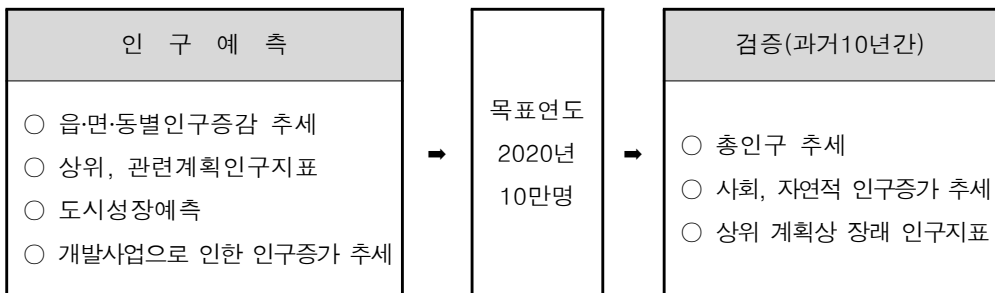 인 구 예 측
○ 읍·면·동별인구증감 추세
○ 상위, 관련계획인구지표
○ 도시성장예측
○ 개발사업으로 인한 인구증가 추세
➡
목표연도
2020년
10만명
➡
검증(과거10년간)
○ 총인구 추세
○ 사회, 자연적 인구증가 추세
○ 상위 계획상 장래 인구지표